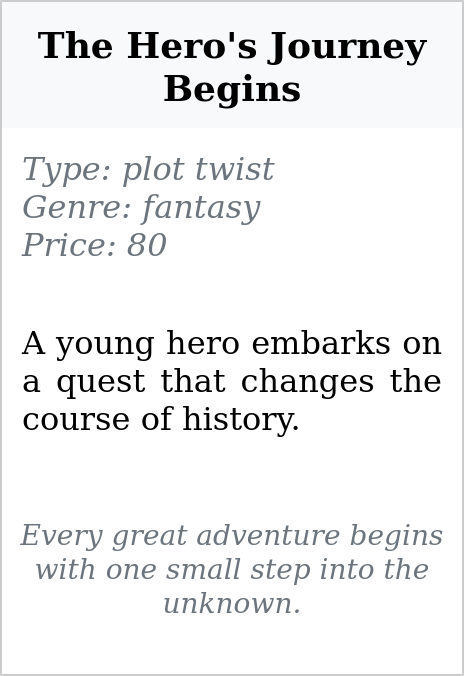 The Hero's Journey
Begins
Type: plot twist
Genre: fantasy
Price: 80
A young hero embarks on
a quest that changes the
course of history.
Every great adventure begins
with one small step into the
unknown.